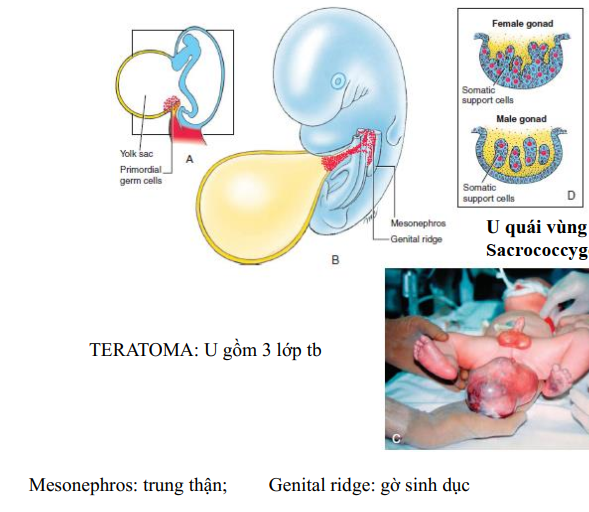 Yolk sac
Primordial
germ cells
A
Mesonephros
Genital ridge
B
Female gonad
Somatic
support cells
Male gonad
Somatic
support cells
D
U quái vùng
Sacrococcyg
C
TERATOMA: U gồm 3 lớp tb
Mesonephros: trung thận; Genital ridge: gờ sinh dục